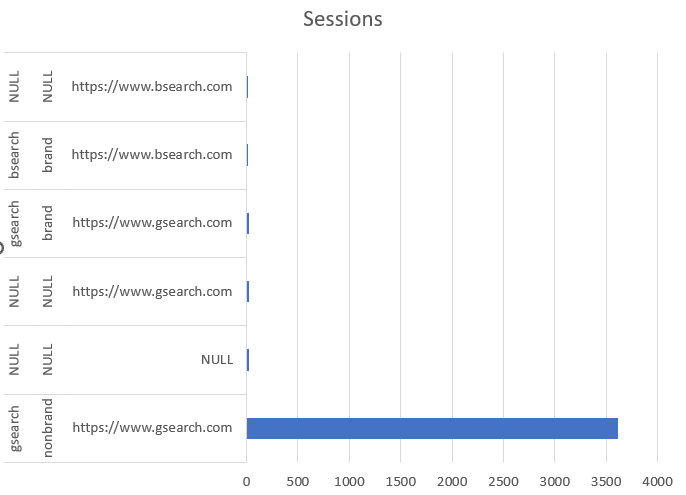 Sessions
NULL NULL https://www.bsearch.com
bsearch brand https://www.bsearch.com
gsearch brand https://www.gsearch.com
NULL NULL https://www.gsearch.com
NULL NULL NULL
gsearch nonbrand https://www.gsearch.com
0 500 1000 1500 2000 2500 3000 3500 4000